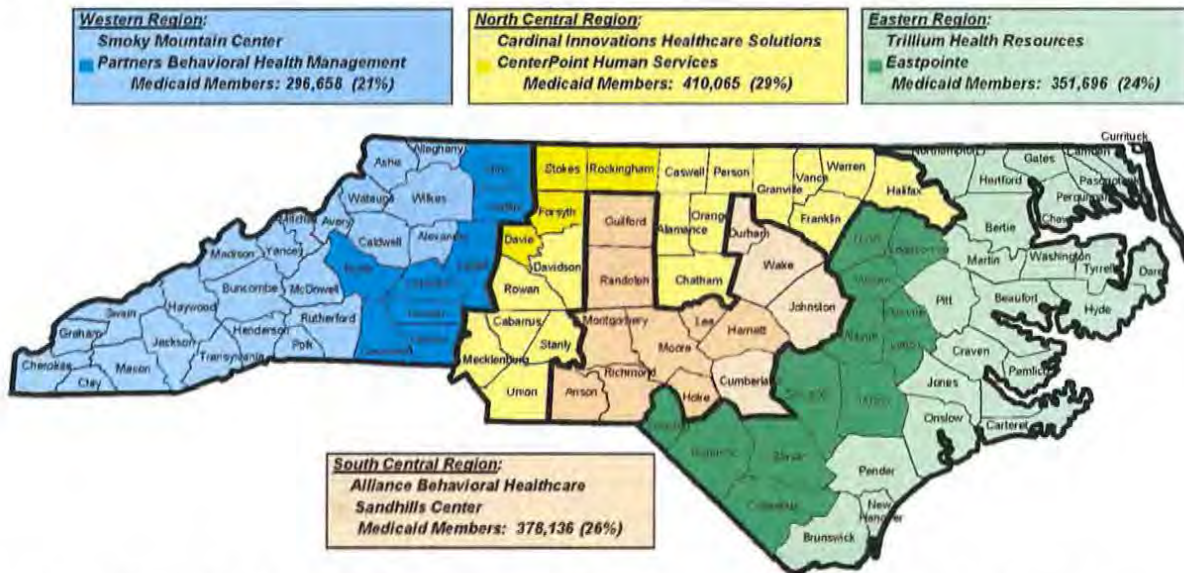 Western Region:
Smoky Mountain Center
Partners Behavioral Health Management
Medicaid Members: 296,658 (21%)
North Central Region:
Cardinal Innovations Healthcare Solutions
CenterPoint Human Services
Medicaid Members: 410,065 (29%)
Eastern Region:
Trillium Health Resources
Eastpointe
Medicaid Members: 351,696 (24%)
Currituck
Ashe
Alleghany
Stokes
Rockingham
Caswell
Person
Granville
Vance
Warren
Halifax
Northampton
Gates
Camden
Hertford
Pasquotank
Perquimans
Watauga
Wilkes
Forsyth
Guilford
Alamance
Orange
Durham
Franklin
Bertie
Mitchell
Avery
Caldwell
Alexander
Davie
Davidson
Randolph
Chatham
Wake
Martin
Washington
Tyrrell
Dare
Madison
Yancey
McDowell
Buncombe
Rowan
Johnston
Pitt
Beaufort
Hyde
Haywood
Swain
Rutherford
Cabarrus
Montgomery
Lee
Harnett
Graham
Jackson
Henderson
Polk
Transylvania
Mecklenburg
Stanly
Moore
Craven
Pamlico
Cherokee
Clay
Macon
Union
Anson
Richmond
Hoke
Cumberland
Jones
Onslow
Carteret
Bladen
Columbus
Pender
New
Hanover
Brunswick
South Central Region:
Alliance Behavioral Healthcare
Sandhills Center
Medicaid Members: 378,136 (26%)